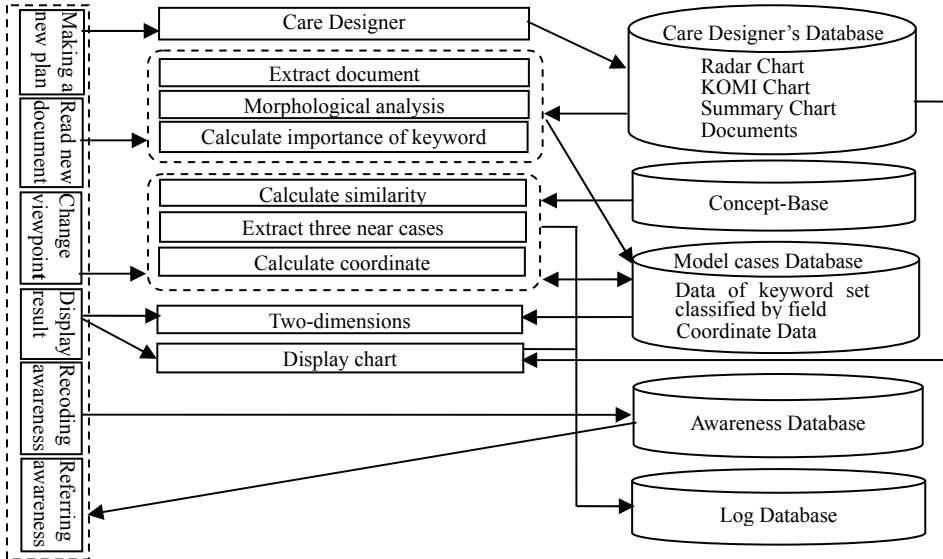 Making a
new plan
Read new
document
Change
viewpoint
Display
result
Recoding
awareness
Referring
awareness
Care Designer
Extract document
Morphological analysis
Calculate importance of keyword
Calculate similarity
Extract three near cases
Calculate coordinate
Two-dimensions
Display chart
Care Designer's Database
Radar Chart
KOMI Chart
Summary Chart
Documents
Concept-Base
Model cases Database
Data of keyword set
classified by field
Coordinate Data
Awareness Database
Log Database